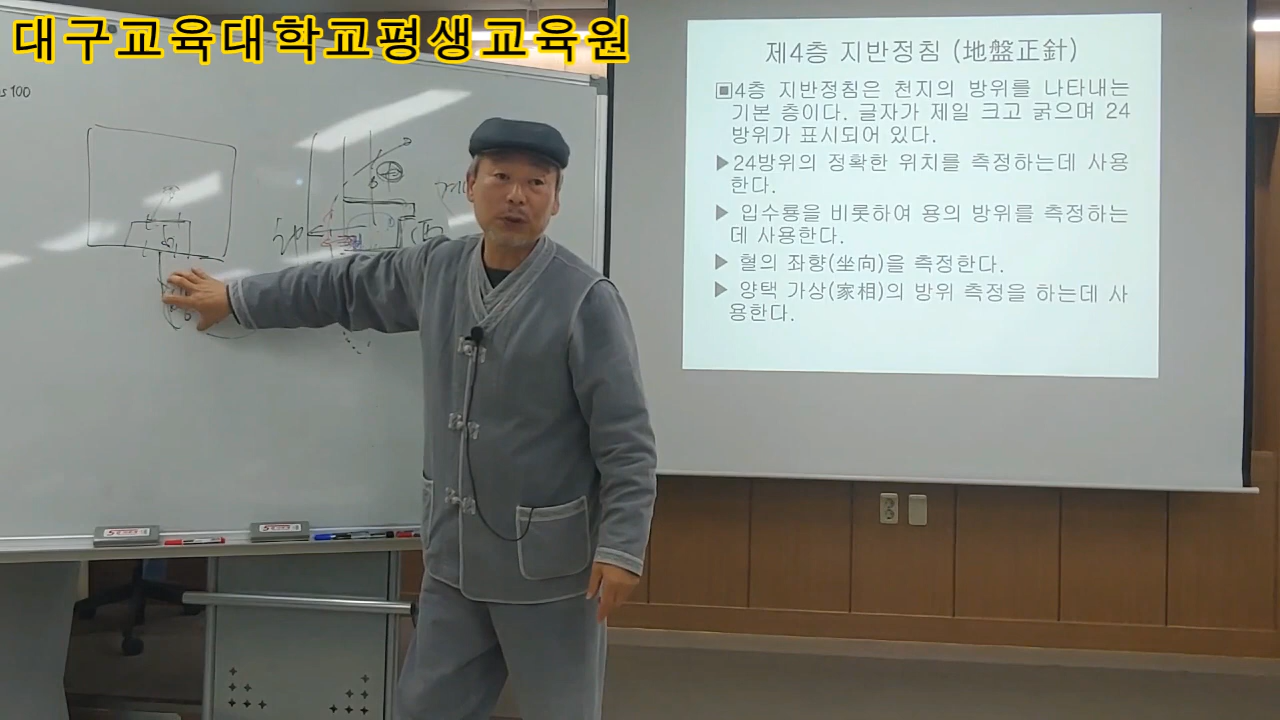 대구교육대학교평생교육원
100
제4층 지반정침 (地盤正針)
▣4층 지반정침은 천지의 방위를 나타내는
기본 층이다. 글자가 제일 크고 굵으며 24
방위가 표시되어 있다.
▶24방위의 정확한 위치를 측정하는데 사용
한다.
▶ 입수룡을 비롯하여 용의 방위를 측정하는
데 사용한다.
▶ 혈의 좌향(坐向)을 측정한다.
▶ 양택 가상(家相)의 방위 측정을 하는데 사
용한다.